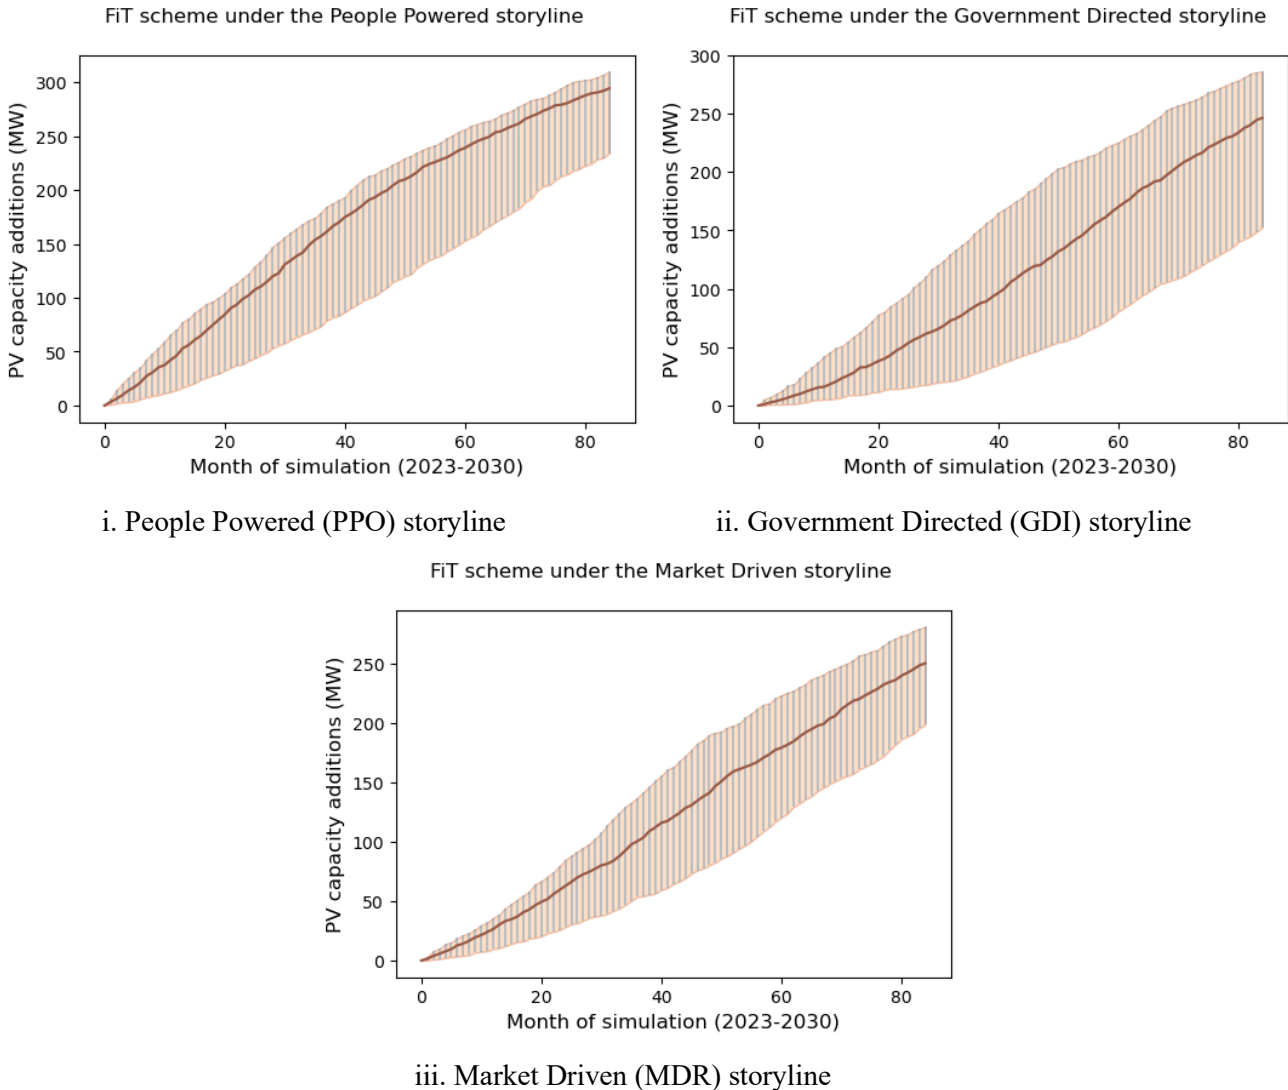 FiT scheme under the People Powered storyline
PV capacity additions (MW)
300
250
200
150
100
50
0
0 20 40 60 80
Month of simulation (2023-2030)
i. People Powered (PPO) storyline
FiT scheme under the Government Directed storyline
PV capacity additions (MW)
300
250
200
150
100
50
0
0 20 40 60 80
Month of simulation (2023-2030)
ii. Government Directed (GDI) storyline
FiT scheme under the Market Driven storyline
PV capacity additions (MW)
250
200
150
100
50
0
0 20 40 60 80
Month of simulation (2023-2030)
iii. Market Driven (MDR) storyline